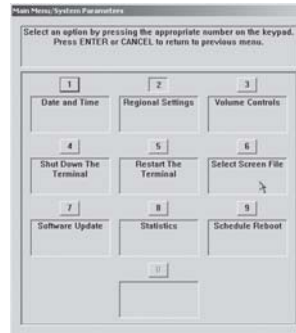 Main Menu/System Parameters
Select an option by pressing the appropriate number on the keypad.
Press ENTER or CANCEL to return to previous menu.
1 2 3
Date and Time Regional Settings Volume Controls
4 5 6
Shut Down The Restart The Select Screen File
Terminal Terminal
7 8 9
Software Update Statistics Schedule Reboot
0